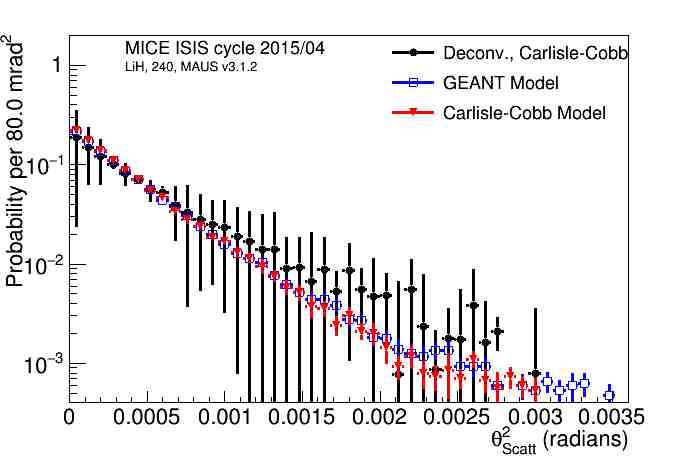 MICE ISIS cycle 2015/04
LiH, 240, MAUS v3.1.2
Deconv., Carlisle-Cobb
GEANT Model
Carlisle-Cobb Model
Probability per 80.0 mrad²
1
10⁻¹
10⁻²
10⁻³
0 0.0005 0.001 0.0015 0.002 0.0025 0.003 0.0035
θ²Scatt (radians)